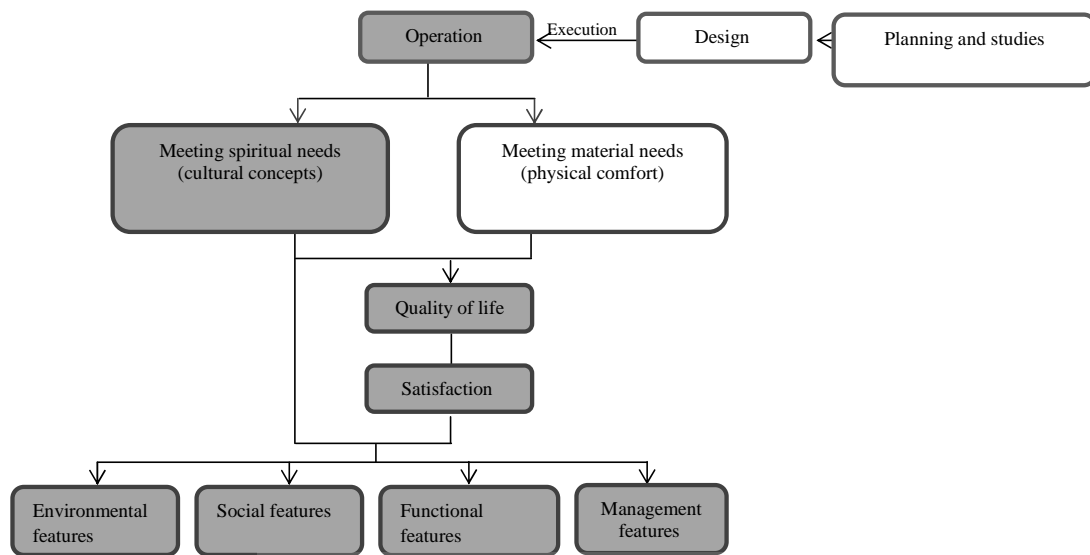 Operation
Execution
Design
Planning and studies
Meeting spiritual needs
(cultural concepts)
Meeting material needs
(physical comfort)
Quality of life
Satisfaction
Environmental
features
Social features
Functional
features
Management
features